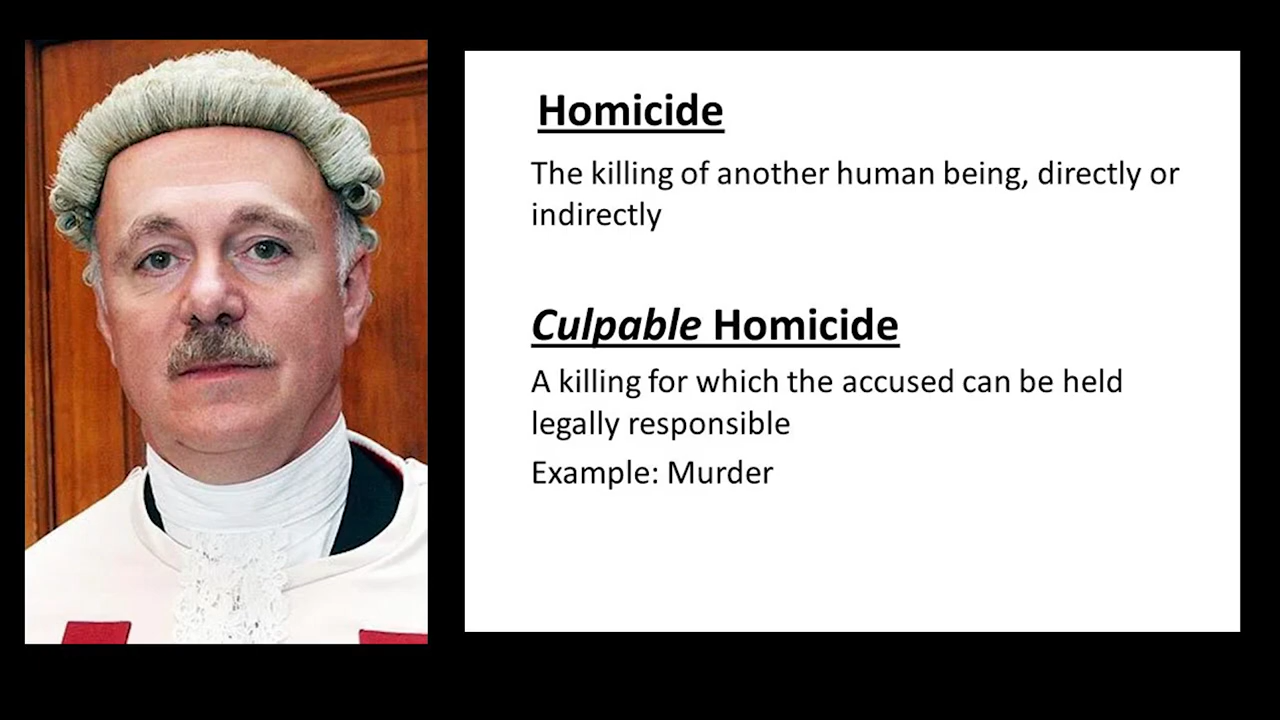 Homicide
The killing of another human being, directly or
indirectly
Culpable Homicide
A killing for which the accused can be held
legally responsible
Example: Murder